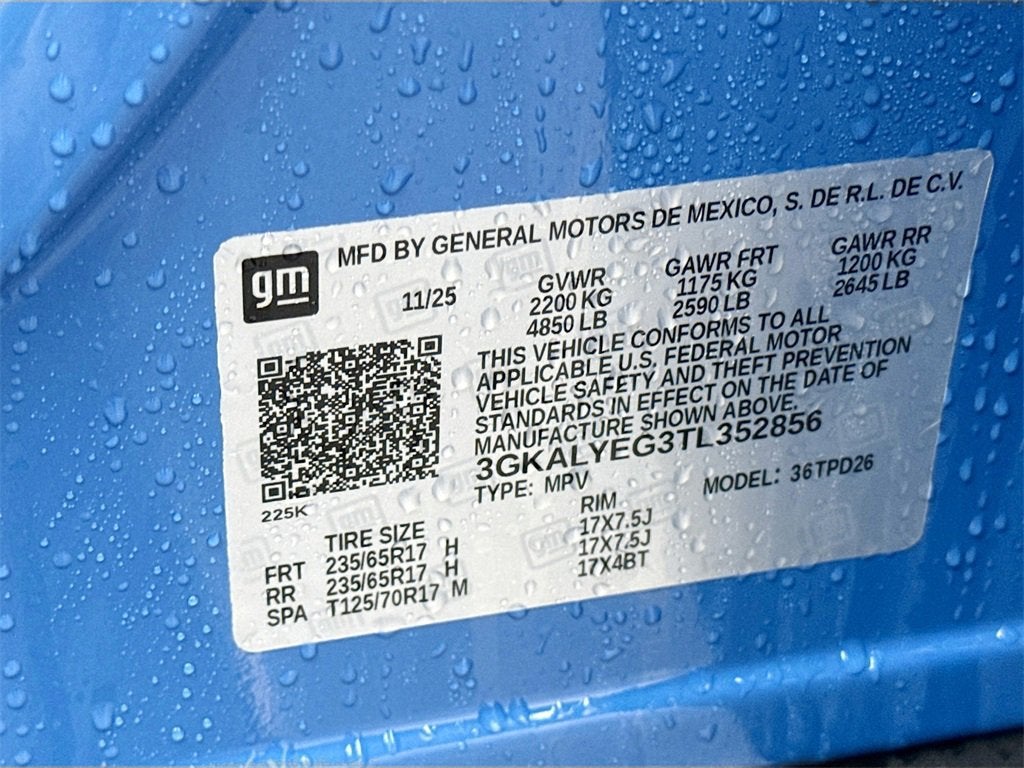 gm
MFD BY GENERAL MOTORS DE MEXICO, S. DE R.L. DE C.V.
11/25
GVWR GAWR FRT GAWR RR
2200 KG 1175 KG 1200 KG
4850 LB 2590 LB 2645 LB
THIS VEHICLE CONFORMS TO ALL
APPLICABLE U.S. FEDERAL MOTOR
VEHICLE SAFETY AND THEFT PREVENTION
STANDARDS IN EFFECT ON THE DATE OF
MANUFACTURE SHOWN ABOVE.
3GKALYEG3TL352856
TYPE: MPV MODEL: 36TPD26
225K
TIRE SIZE RIM
FRT 235/65R17 H 17X7.5J
RR 235/65R17 H 17X7.5J
SPA T125/70R17 M 17X4BT